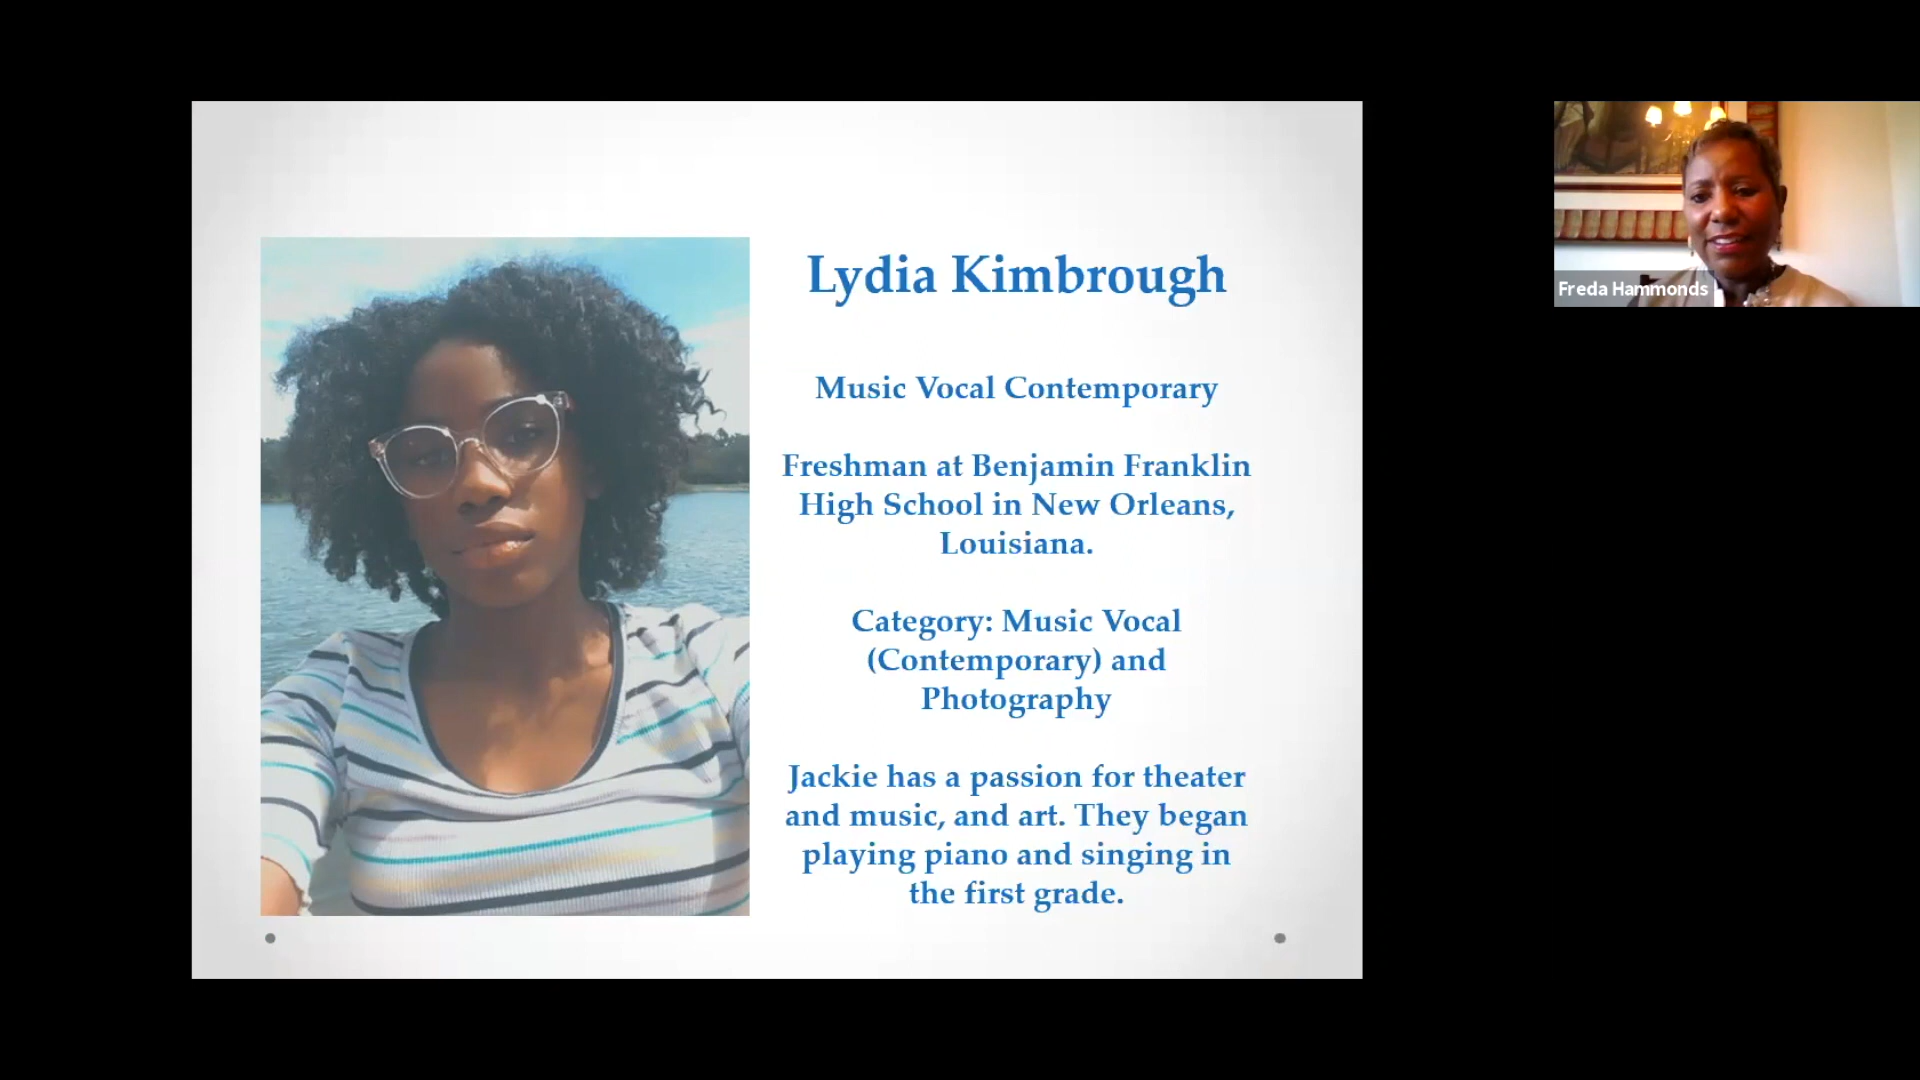 Lydia Kimbrough
Music Vocal Contemporary
Freshman at Benjamin Franklin
High School in New Orleans,
Louisiana.
Category: Music Vocal
(Contemporary) and
Photography
Jackie has a passion for theater
and music, and art. They began
playing piano and singing in
the first grade.
Freda Hammonds